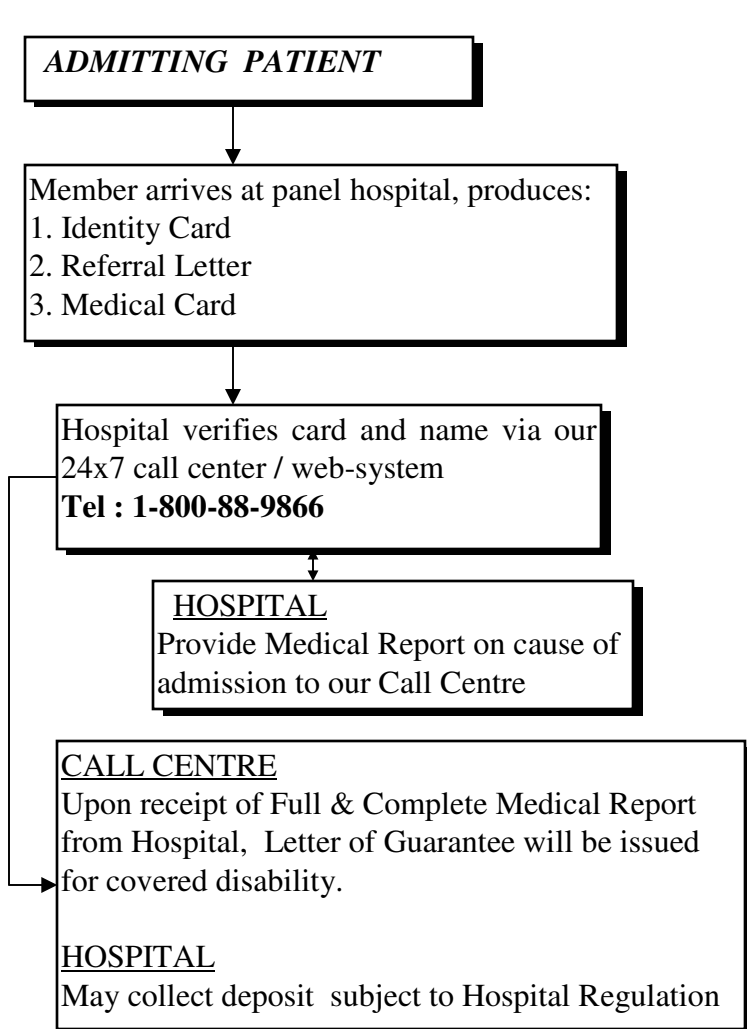 ADMITTING PATIENT
Member arrives at panel hospital, produces:
1. Identity Card
2. Referral Letter
3. Medical Card
Hospital verifies card and name via our
24x7 call center / web-system
Tel : 1-800-88-9866
HOSPITAL
Provide Medical Report on cause of
admission to our Call Centre
CALL CENTRE
Upon receipt of Full & Complete Medical Report
from Hospital, Letter of Guarantee will be issued
for covered disability.
HOSPITAL
May collect deposit subject to Hospital Regulation